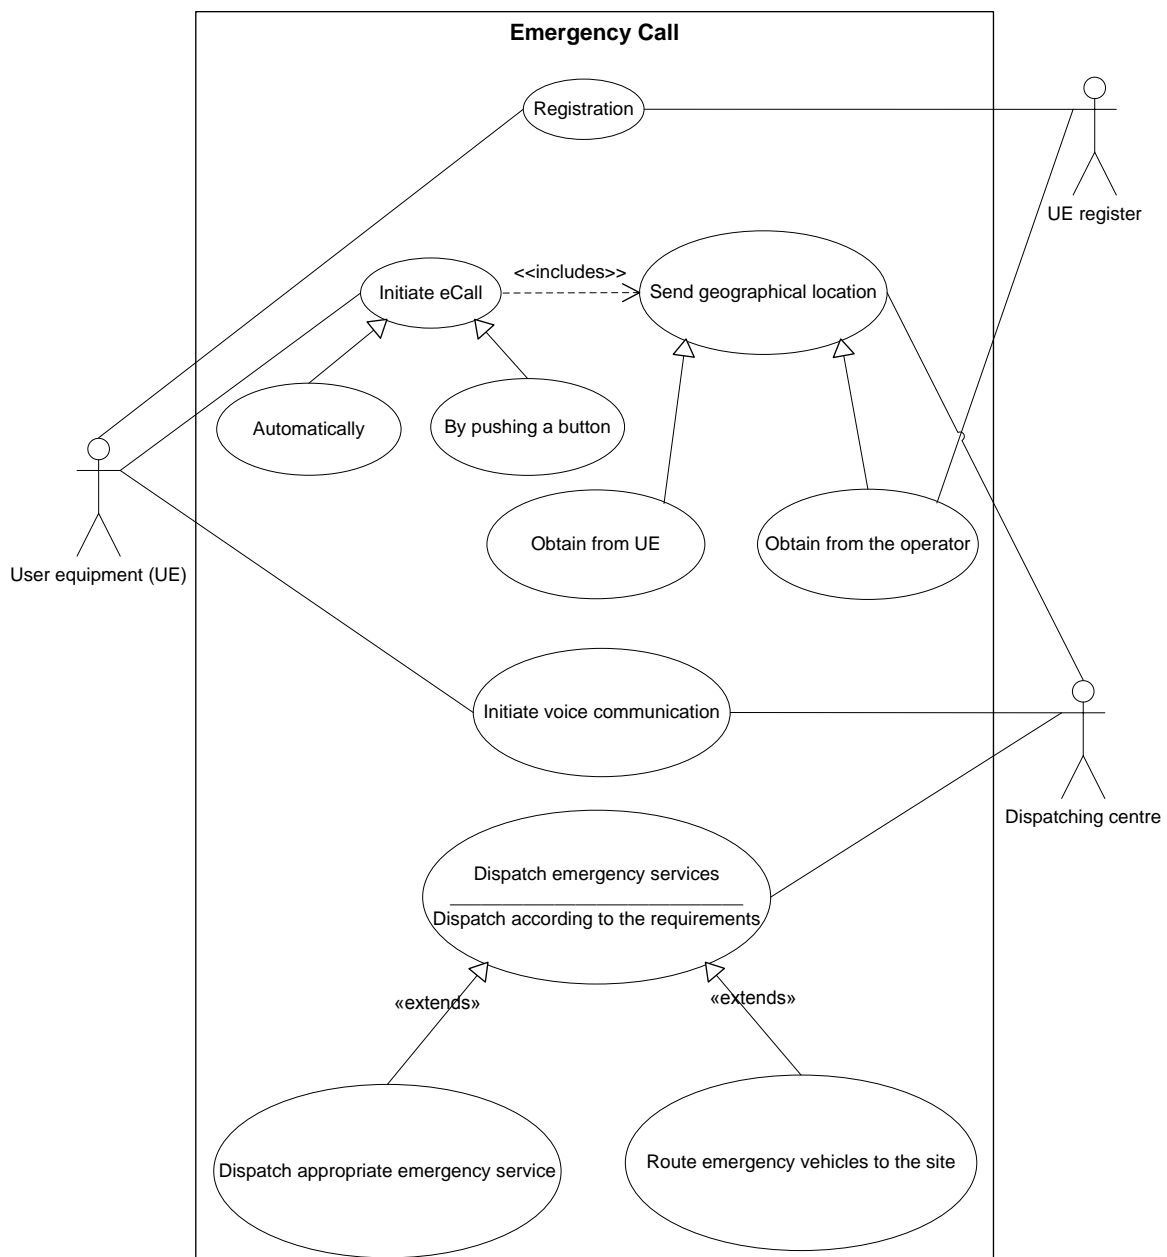 Emergency Call
Registration
UE register
<<includes>>
Initiate eCall
Send geographical location
Automatically
By pushing a button
Obtain from UE
Obtain from the operator
User equipment (UE)
Initiate voice communication
Dispatching centre
Dispatch emergency services
Dispatch according to the requirements
«extends»
«extends»
Dispatch appropriate emergency service
Route emergency vehicles to the site